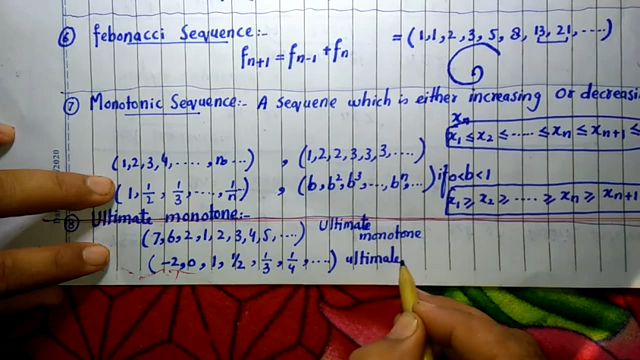 ⑥ febonacci Sequence:- = (1,1,2,3,5,8,13,21,....)
fn+1 = fn-1 + fn
⑦ Monotonic Sequence:- A sequene which is either increasing Or decreasi
xn
(1,2,3,4,....,n...) , (1,2,2,3,3,3,....)
x1 ≤ x2 ≤ ..... ≤ xn ≤ xn+1 ≤
(1, 1/2, 1/3, ..., 1/n) , (b, b², b³, ..., bⁿ, ...) if 0<b<1
x1 ≥ x2 ≥ ..... ≥ xn ≥ xn+1
⑧ Ultimate monotone:-
(7,6,2,1,2,3,4,5,...) Ultimate monotone
(-2,0,1,1/2,1/3,1/4,...) ultimate